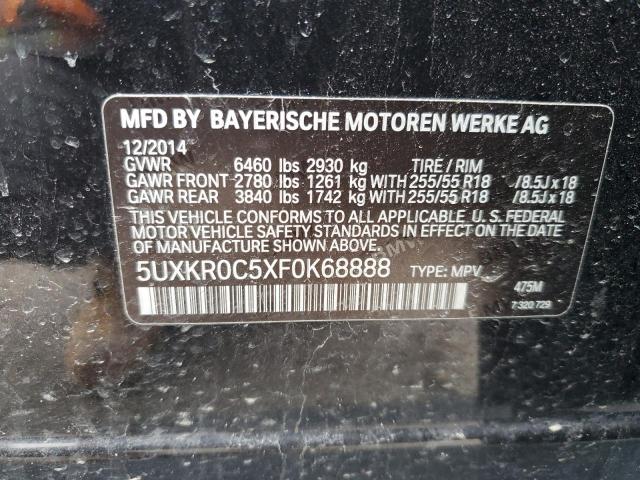 MFD BY BAYERISCHE MOTOREN WERKE AG
12/2014
GVWR 6460 lbs 2930 kg TIRE / RIM
GAWR FRONT 2780 lbs 1261 kg WITH 255/55 R18 /8.5J x 18
GAWR REAR 3840 lbs 1742 kg WITH 255/55 R18 /8.5J x 18
THIS VEHICLE CONFORMS TO ALL APPLICABLE U. S. FEDERAL
MOTOR VEHICLE SAFETY STANDARDS IN EFFECT ON THE
DATE OF MANUFACTURE SHOWN ABOVE.
5UXKR0C5XF0K68888 TYPE: MPV
475M
7 320 729